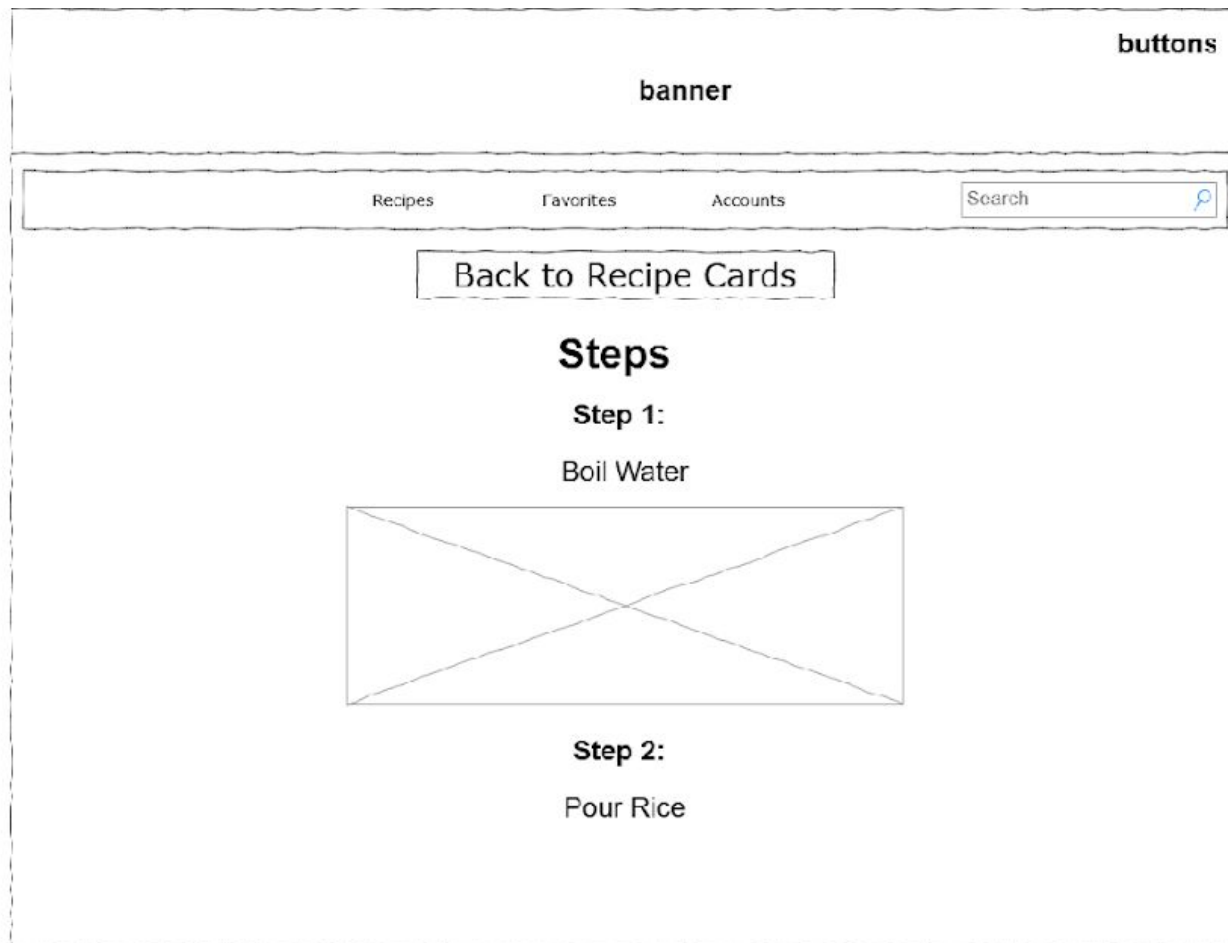 buttons
banner
Recipes Favorites Accounts Search
Back to Recipe Cards
Steps
Step 1:
Boil Water
Step 2:
Pour Rice